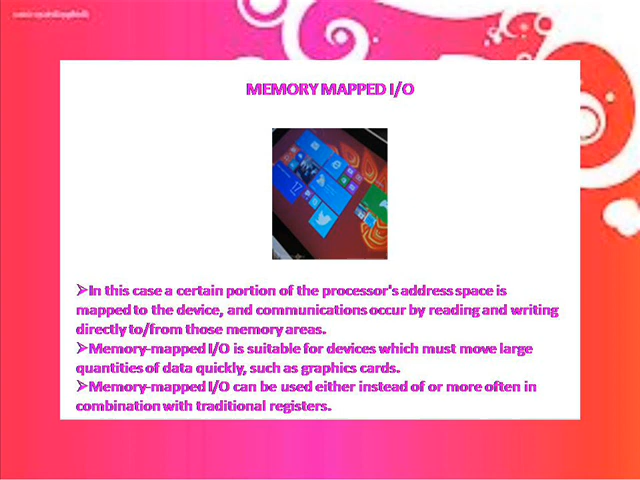 MEMORY MAPPED I/O
17
➢In this case a certain portion of the processor's address space is
mapped to the device, and communications occur by reading and writing
directly to/from those memory areas.
➢Memory-mapped I/O is suitable for devices which must move large
quantities of data quickly, such as graphics cards.
➢Memory-mapped I/O can be used either instead of or more often in
combination with traditional registers.